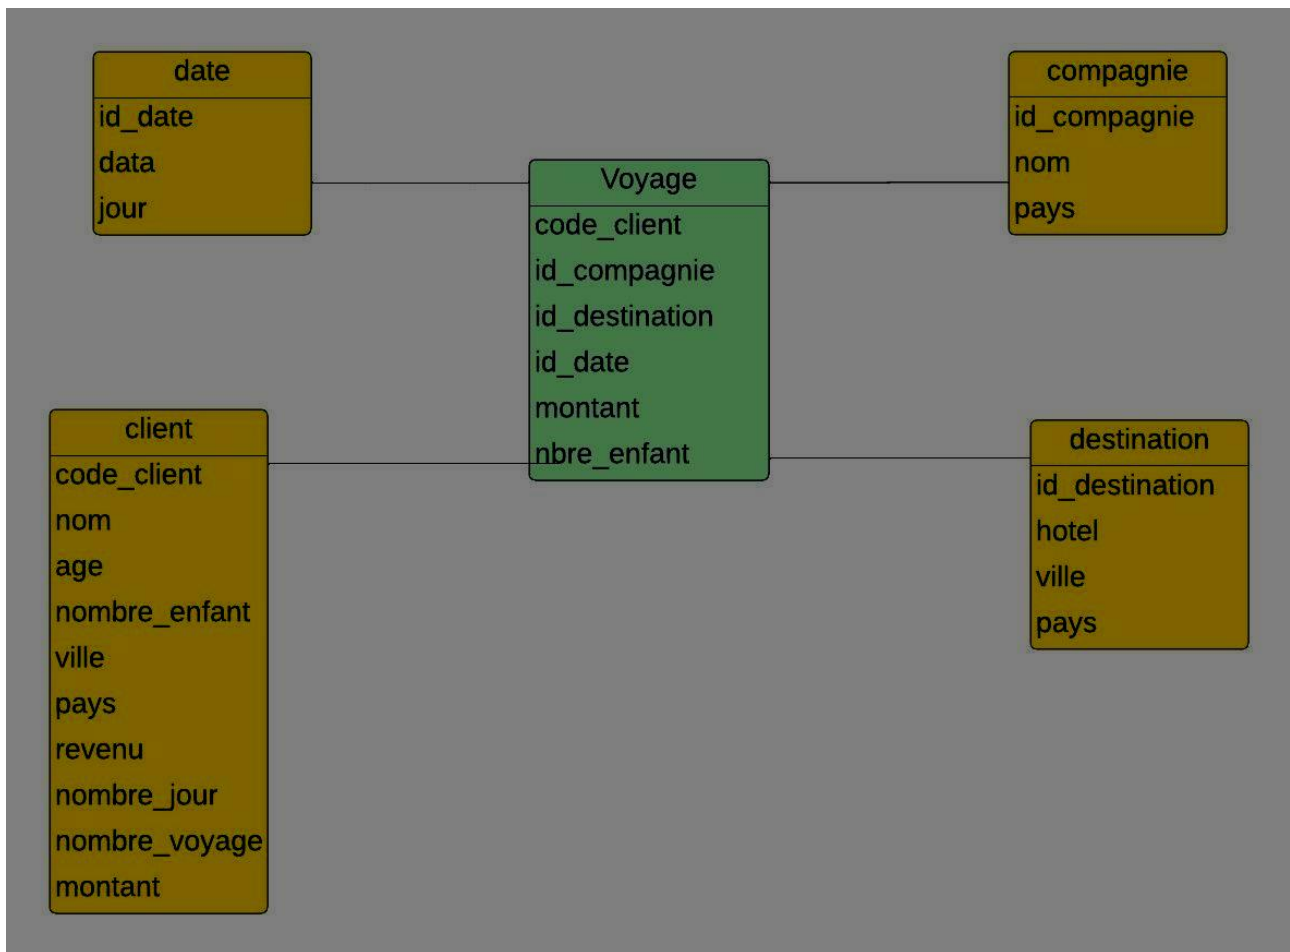 date
id_date
data
jour
compagnie
id_compagnie
nom
pays
Voyage
code_client
id_compagnie
id_destination
id_date
montant
nbre_enfant
client
code_client
nom
age
nombre_enfant
ville
pays
revenu
nombre_jour
nombre_voyage
montant
destination
id_destination
hotel
ville
pays